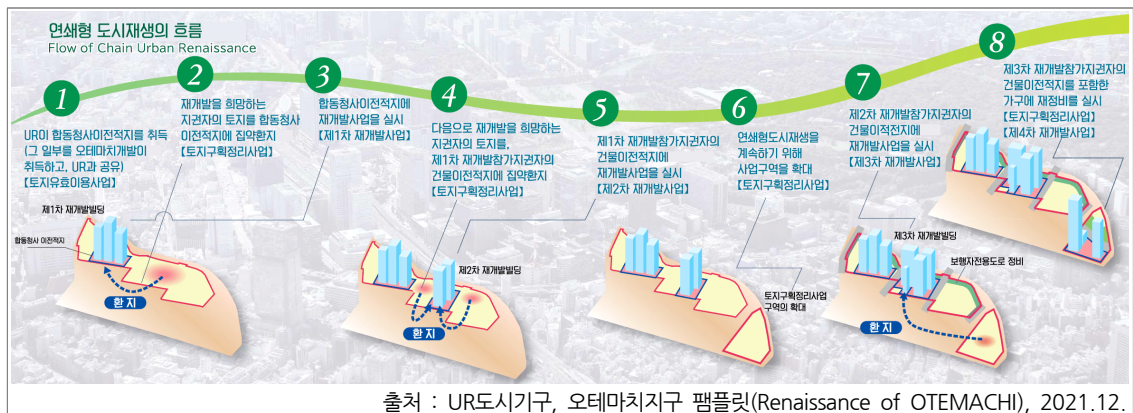 연쇄형 도시재생의 흐름
Flow of Chain Urban Renaissance
1
UR이 합동청사이전적지를 취득
(그 일부를 오테마치개발이
취득하고, UR과 공유)
【토지유효이용사업】
2
재개발을 희망하는
지권자의 토지를 합동청사
이전적지에 집약환지
【토지구획정리사업】
3
합동청사이전적지에
재개발사업을 실시
【제1차 재개발사업】
4
다음으로 재개발을 희망하는
지권자의 토지를,
제1차 재개발참가지권자의
건물이전적지에 집약환지
【토지구획정리사업】
5
제1차 재개발참가지권자의
건물이전적지에
재개발사업을 실시
【제2차 재개발사업】
6
연쇄형도시재생을
계속하기 위해
사업구역을 확대
【토지구획정리사업】
7
제2차 재개발참가지권자의
건물이적전지에
재개발사업을 실시
【제3차 재개발사업】
8
제3차 재개발참가지권자의
건물이전적지를 포함한
가구에 재정비를 실시
【토지구획정리사업】
【제4차 재개발사업】
제1차 재개발빌딩
합동청사 이전적지
환 지
제2차 재개발빌딩
환 지
토지구획정리사업
구역의 확대
제3차 재개발빌딩
보행자전용도로 정비
환 지
출처 : UR도시기구, 오테마치지구 팸플릿(Renaissance of OTEMACHI), 2021.12.